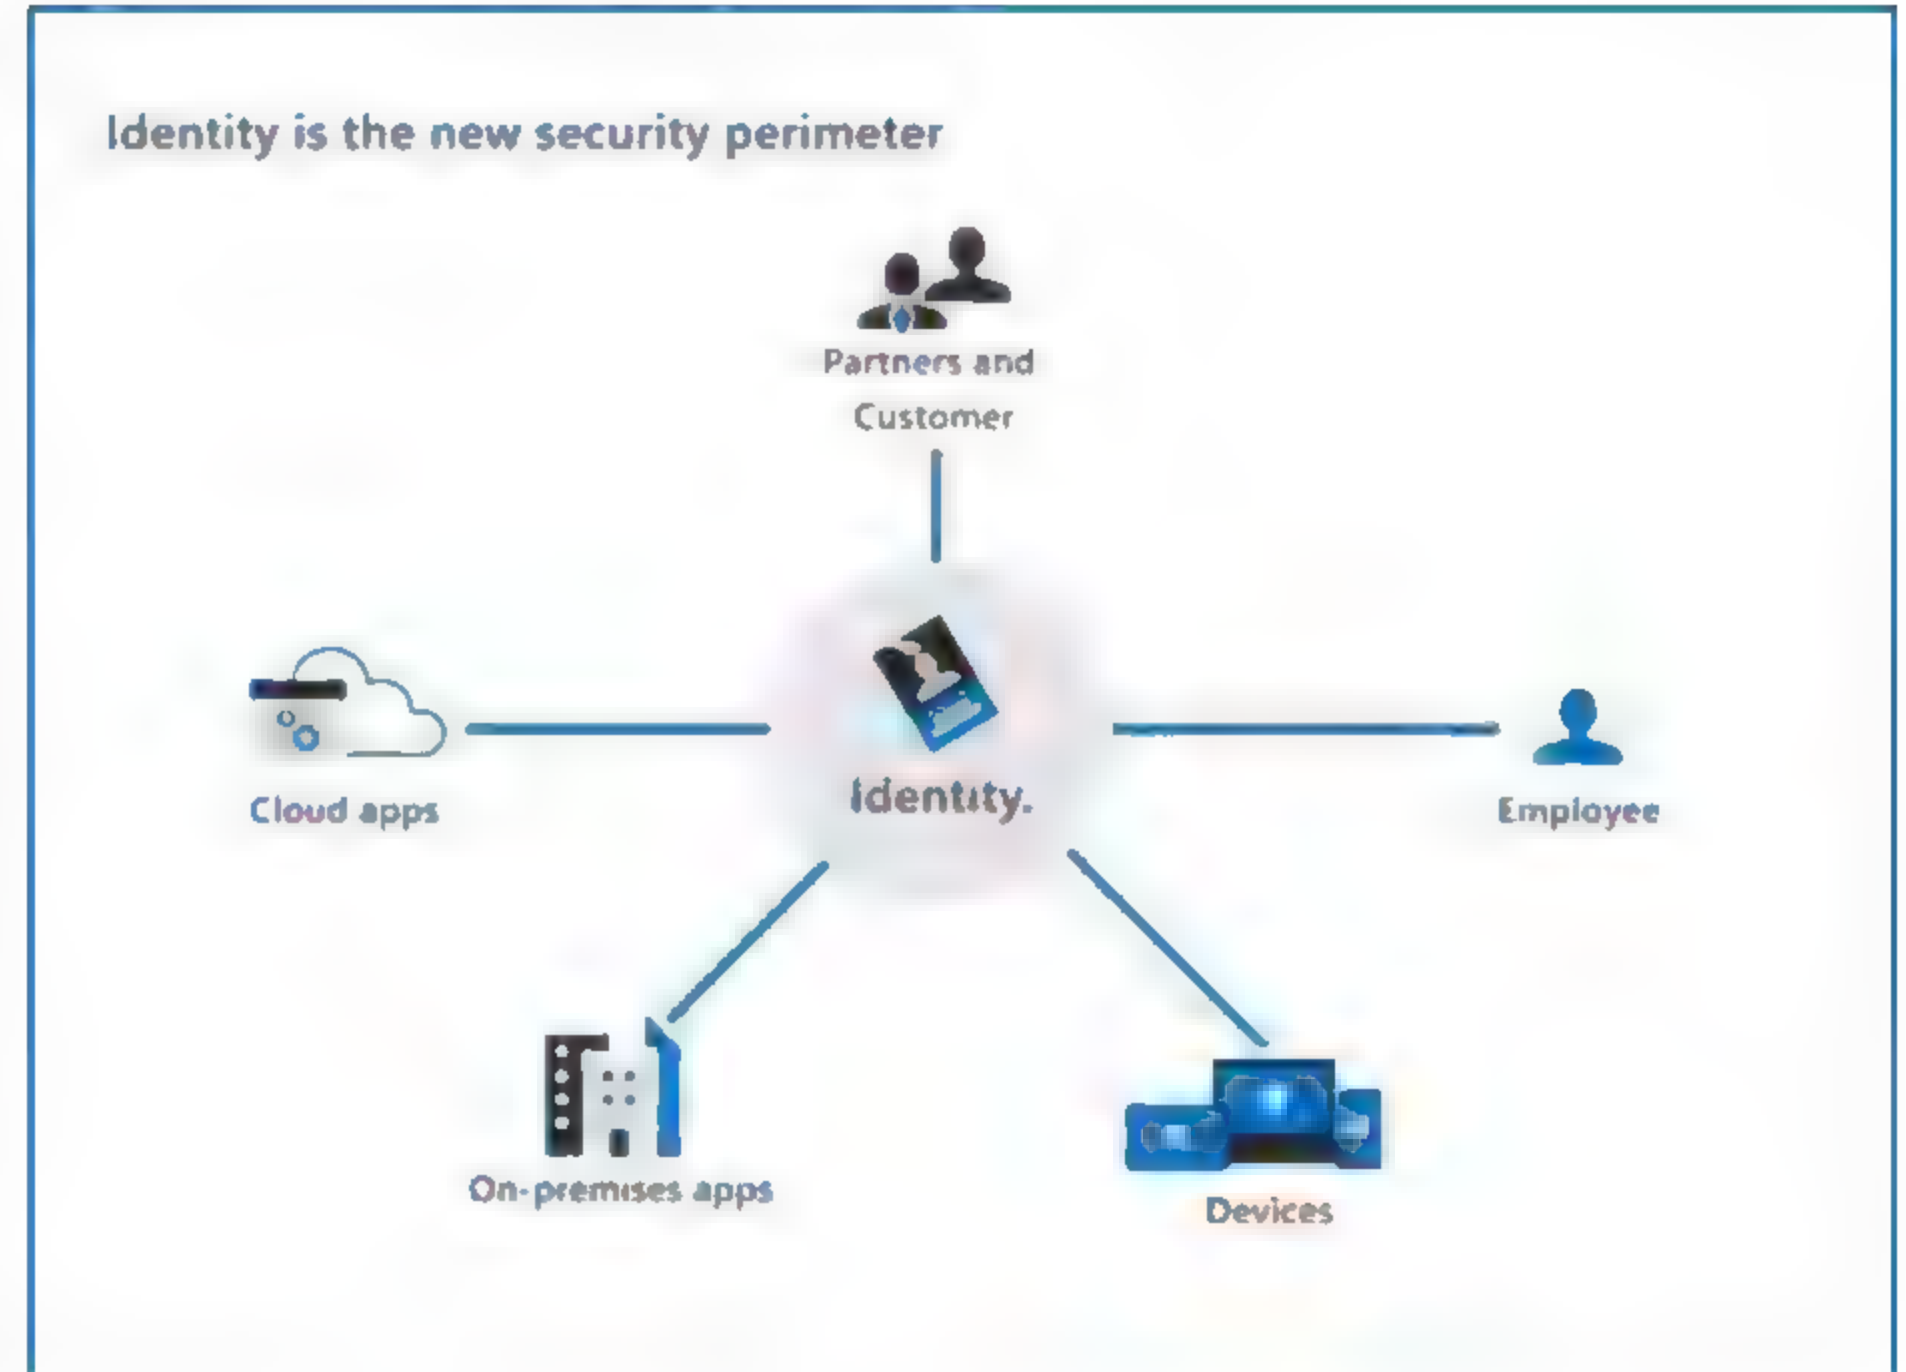 Identity is the new security perimeter
Partners and
Customer
Identity.
Cloud apps
Employee
On-premises apps
Devices